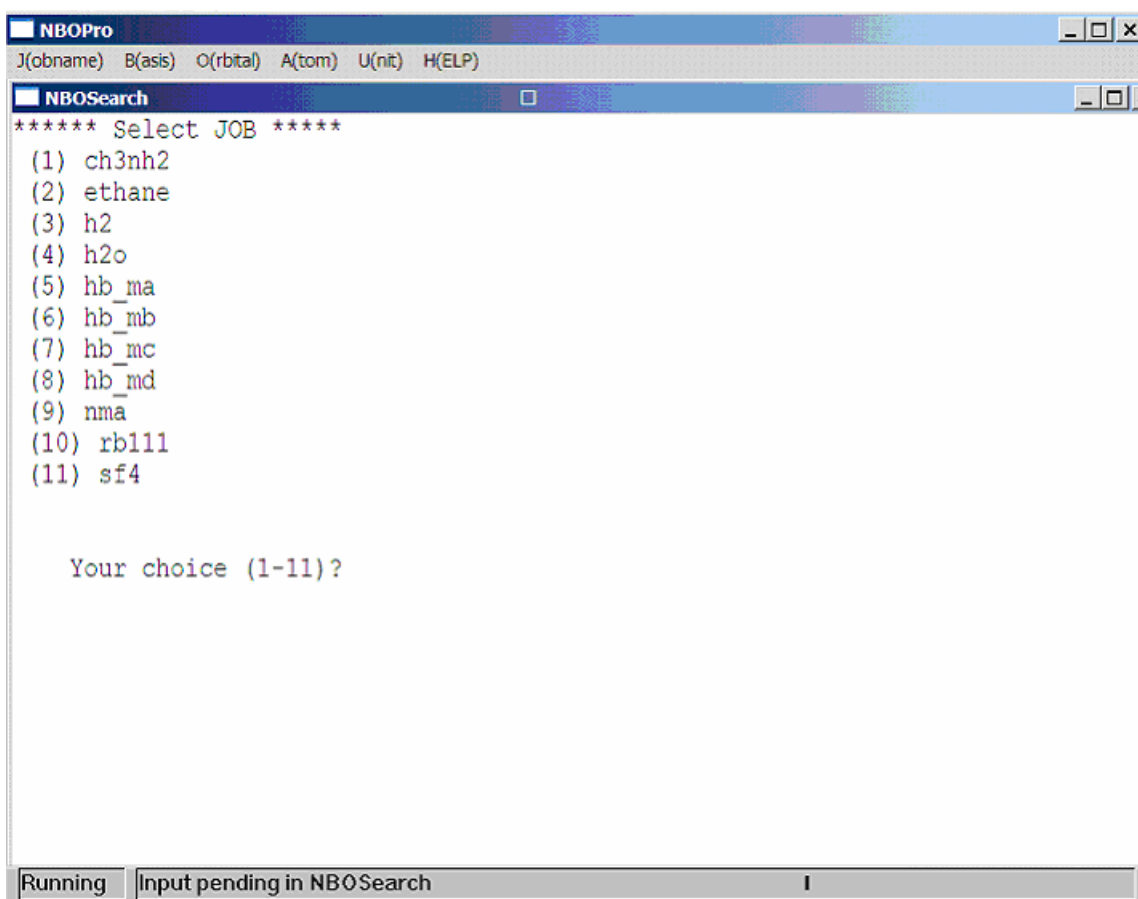 NBOPro
J(obname) B(asis) O(rbital) A(tom) U(nit) H(ELP)
NBOSearch
****** Select JOB *****
(1) ch3nh2
(2) ethane
(3) h2
(4) h2o
(5) hb_ma
(6) hb_mb
(7) hb_mc
(8) hb_md
(9) nma
(10) rb111
(11) sf4
Your choice (1-11)?
Running Input pending in NBOSearch